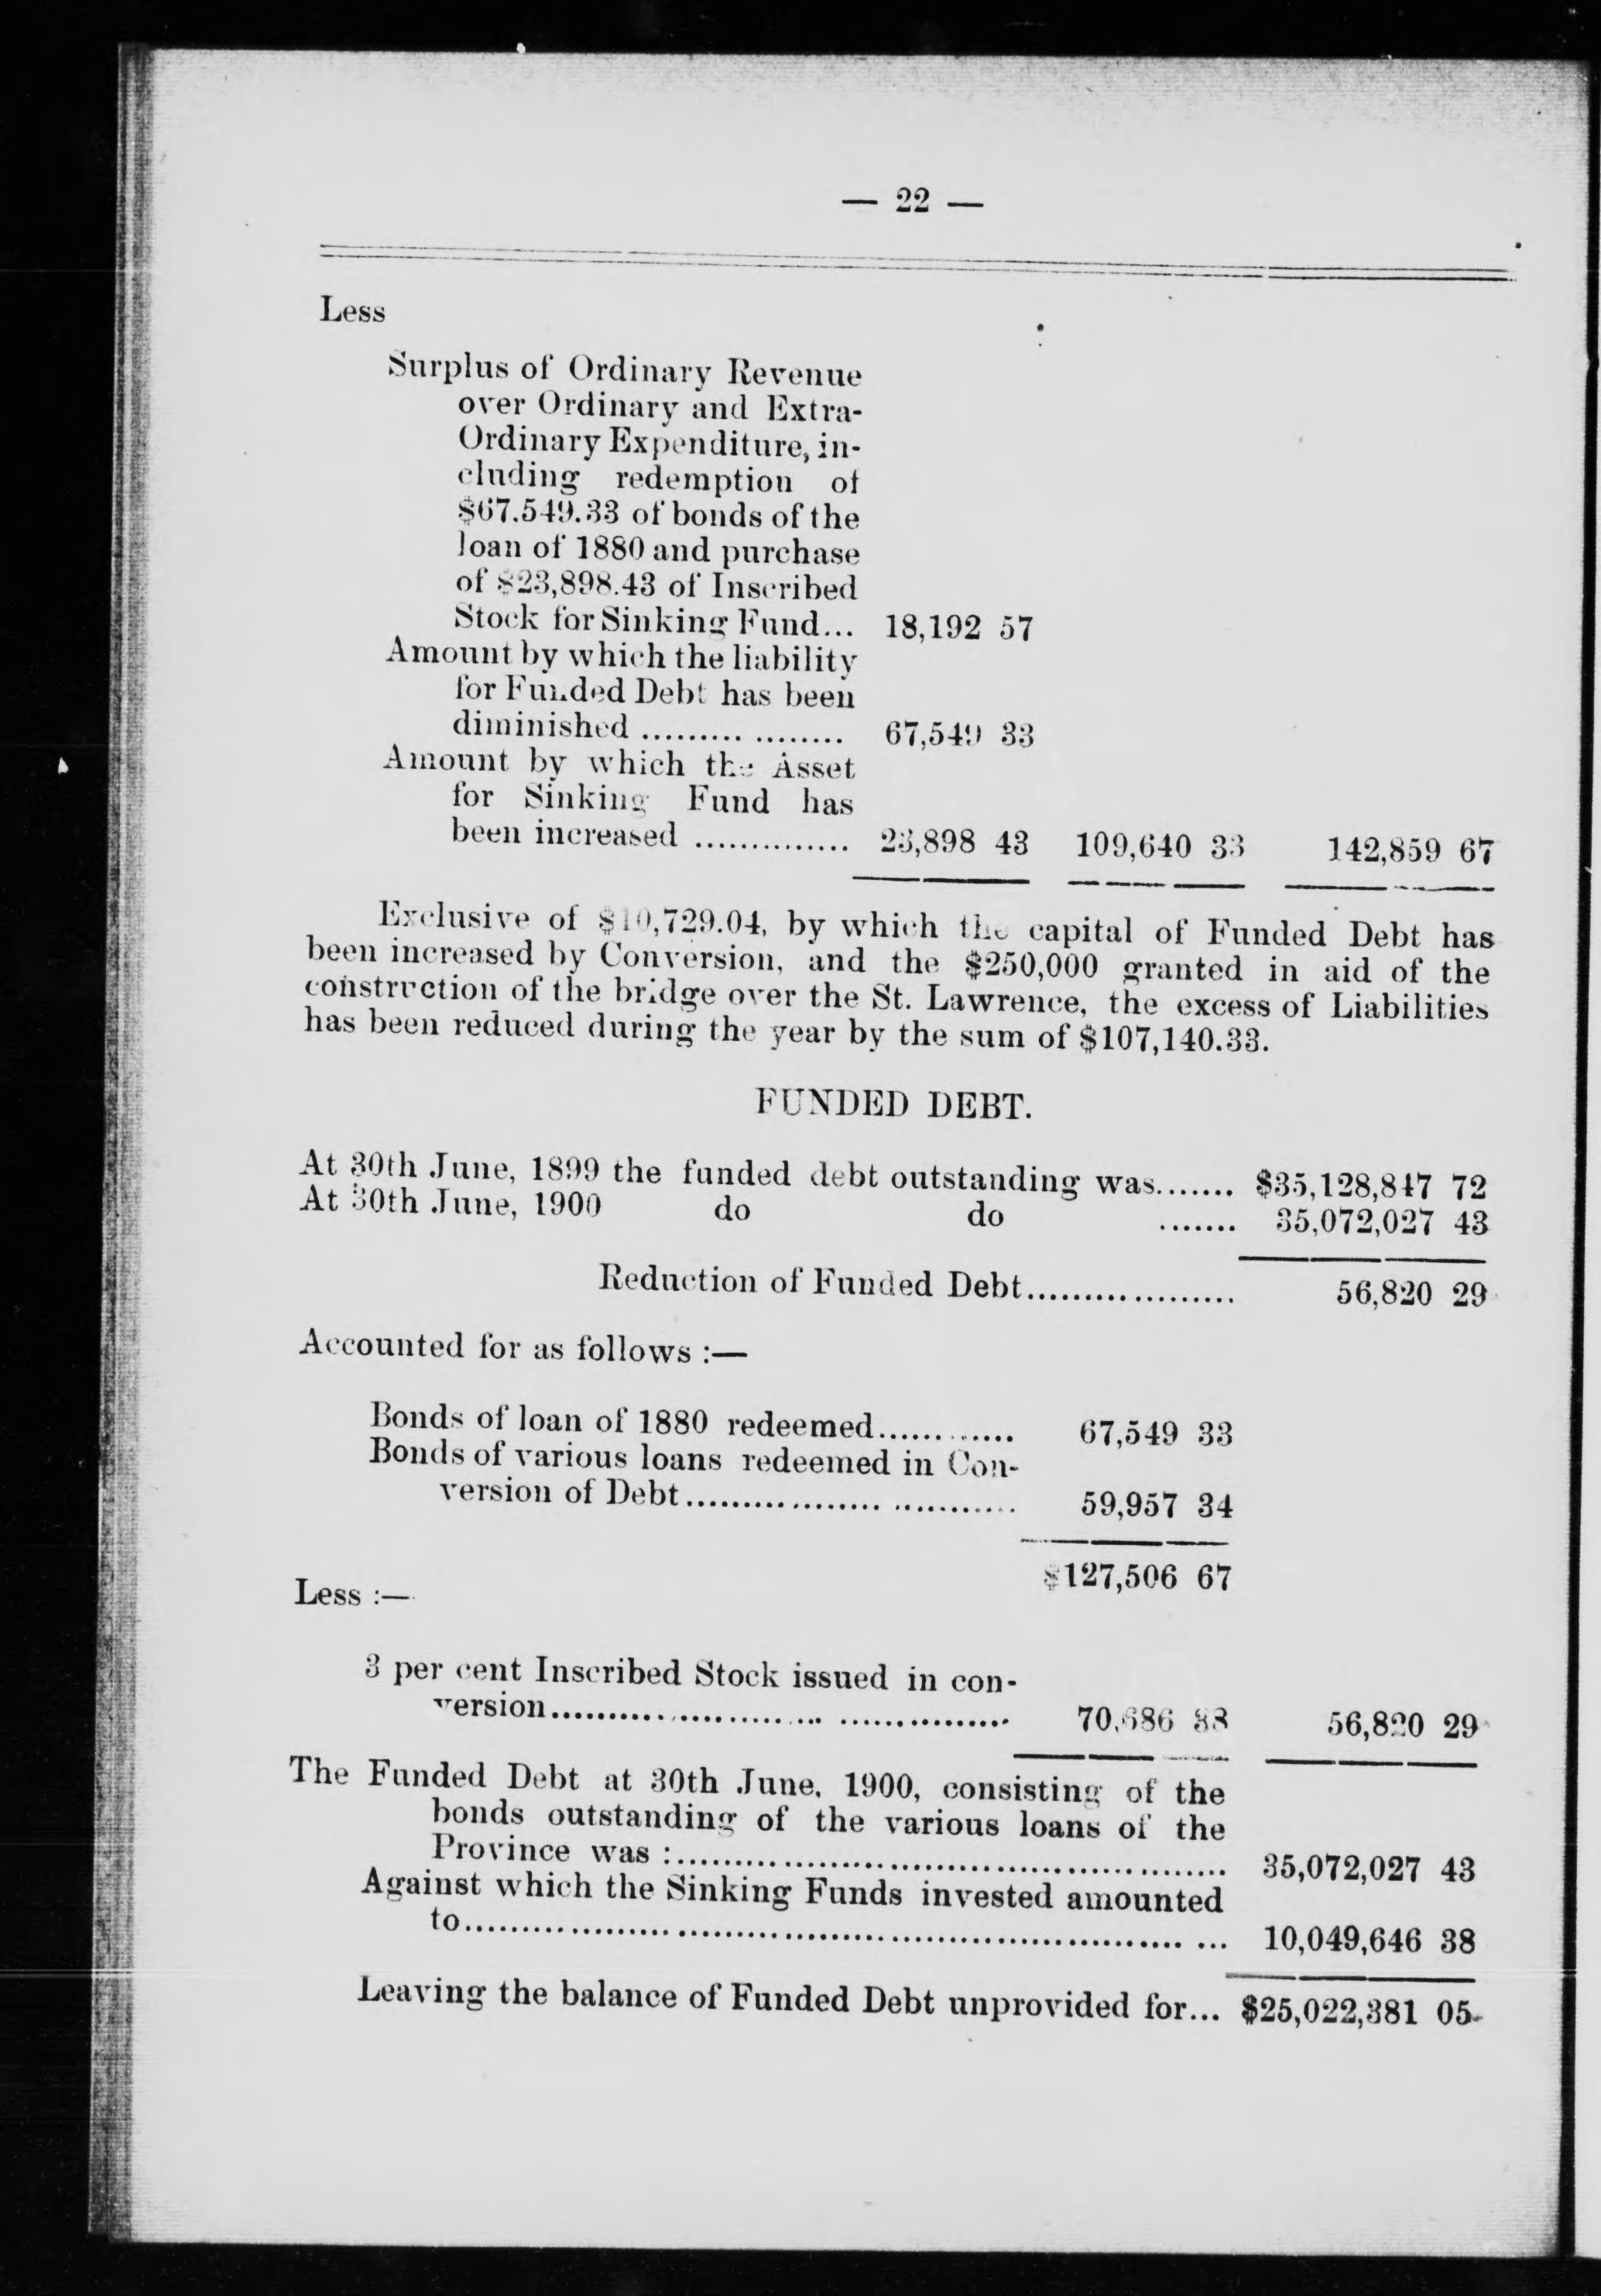 — 22 —
Less
Surplus of Ordinary Revenue
over Ordinary and Extra-
Ordinary Expenditure, in-
cluding redemption of
$67.549.33 of bonds of the
loan of 1880 and purchase
of $23,898.43 of Inscribed
Stock for Sinking Fund... 18,192 57
Amount by which the liability
for Funded Debt has been
diminished .................. 67,549 33
Amount by which the Asset
for Sinking Fund has
been increased ............... 23,898 43 109,640 33 142,859 67
Exclusive of $10,729.04, by which the capital of Funded Debt has
been increased by Conversion, and the $250,000 granted in aid of the
construction of the bridge over the St. Lawrence, the excess of Liabilities
has been reduced during the year by the sum of $107,140.33.
FUNDED DEBT.
At 30th June, 1899 the funded debt outstanding was....... $35,128,847 72
At 30th June, 1900 do do ....... 35,072,027 43
Reduction of Funded Debt................... 56,820 29
Accounted for as follows :—
Bonds of loan of 1880 redeemed............ 67,549 33
Bonds of various loans redeemed in Con-
version of Debt............................. 59,957 34
$127,506 67
Less :—
3 per cent Inscribed Stock issued in con-
version........................................ 70,686 38 56,820 29
The Funded Debt at 30th June, 1900, consisting of the
bonds outstanding of the various loans of the
Province was :.................................................. 35,072,027 43
Against which the Sinking Funds invested amounted
to..................................................................... 10,049,646 38
Leaving the balance of Funded Debt unprovided for... $25,022,381 05